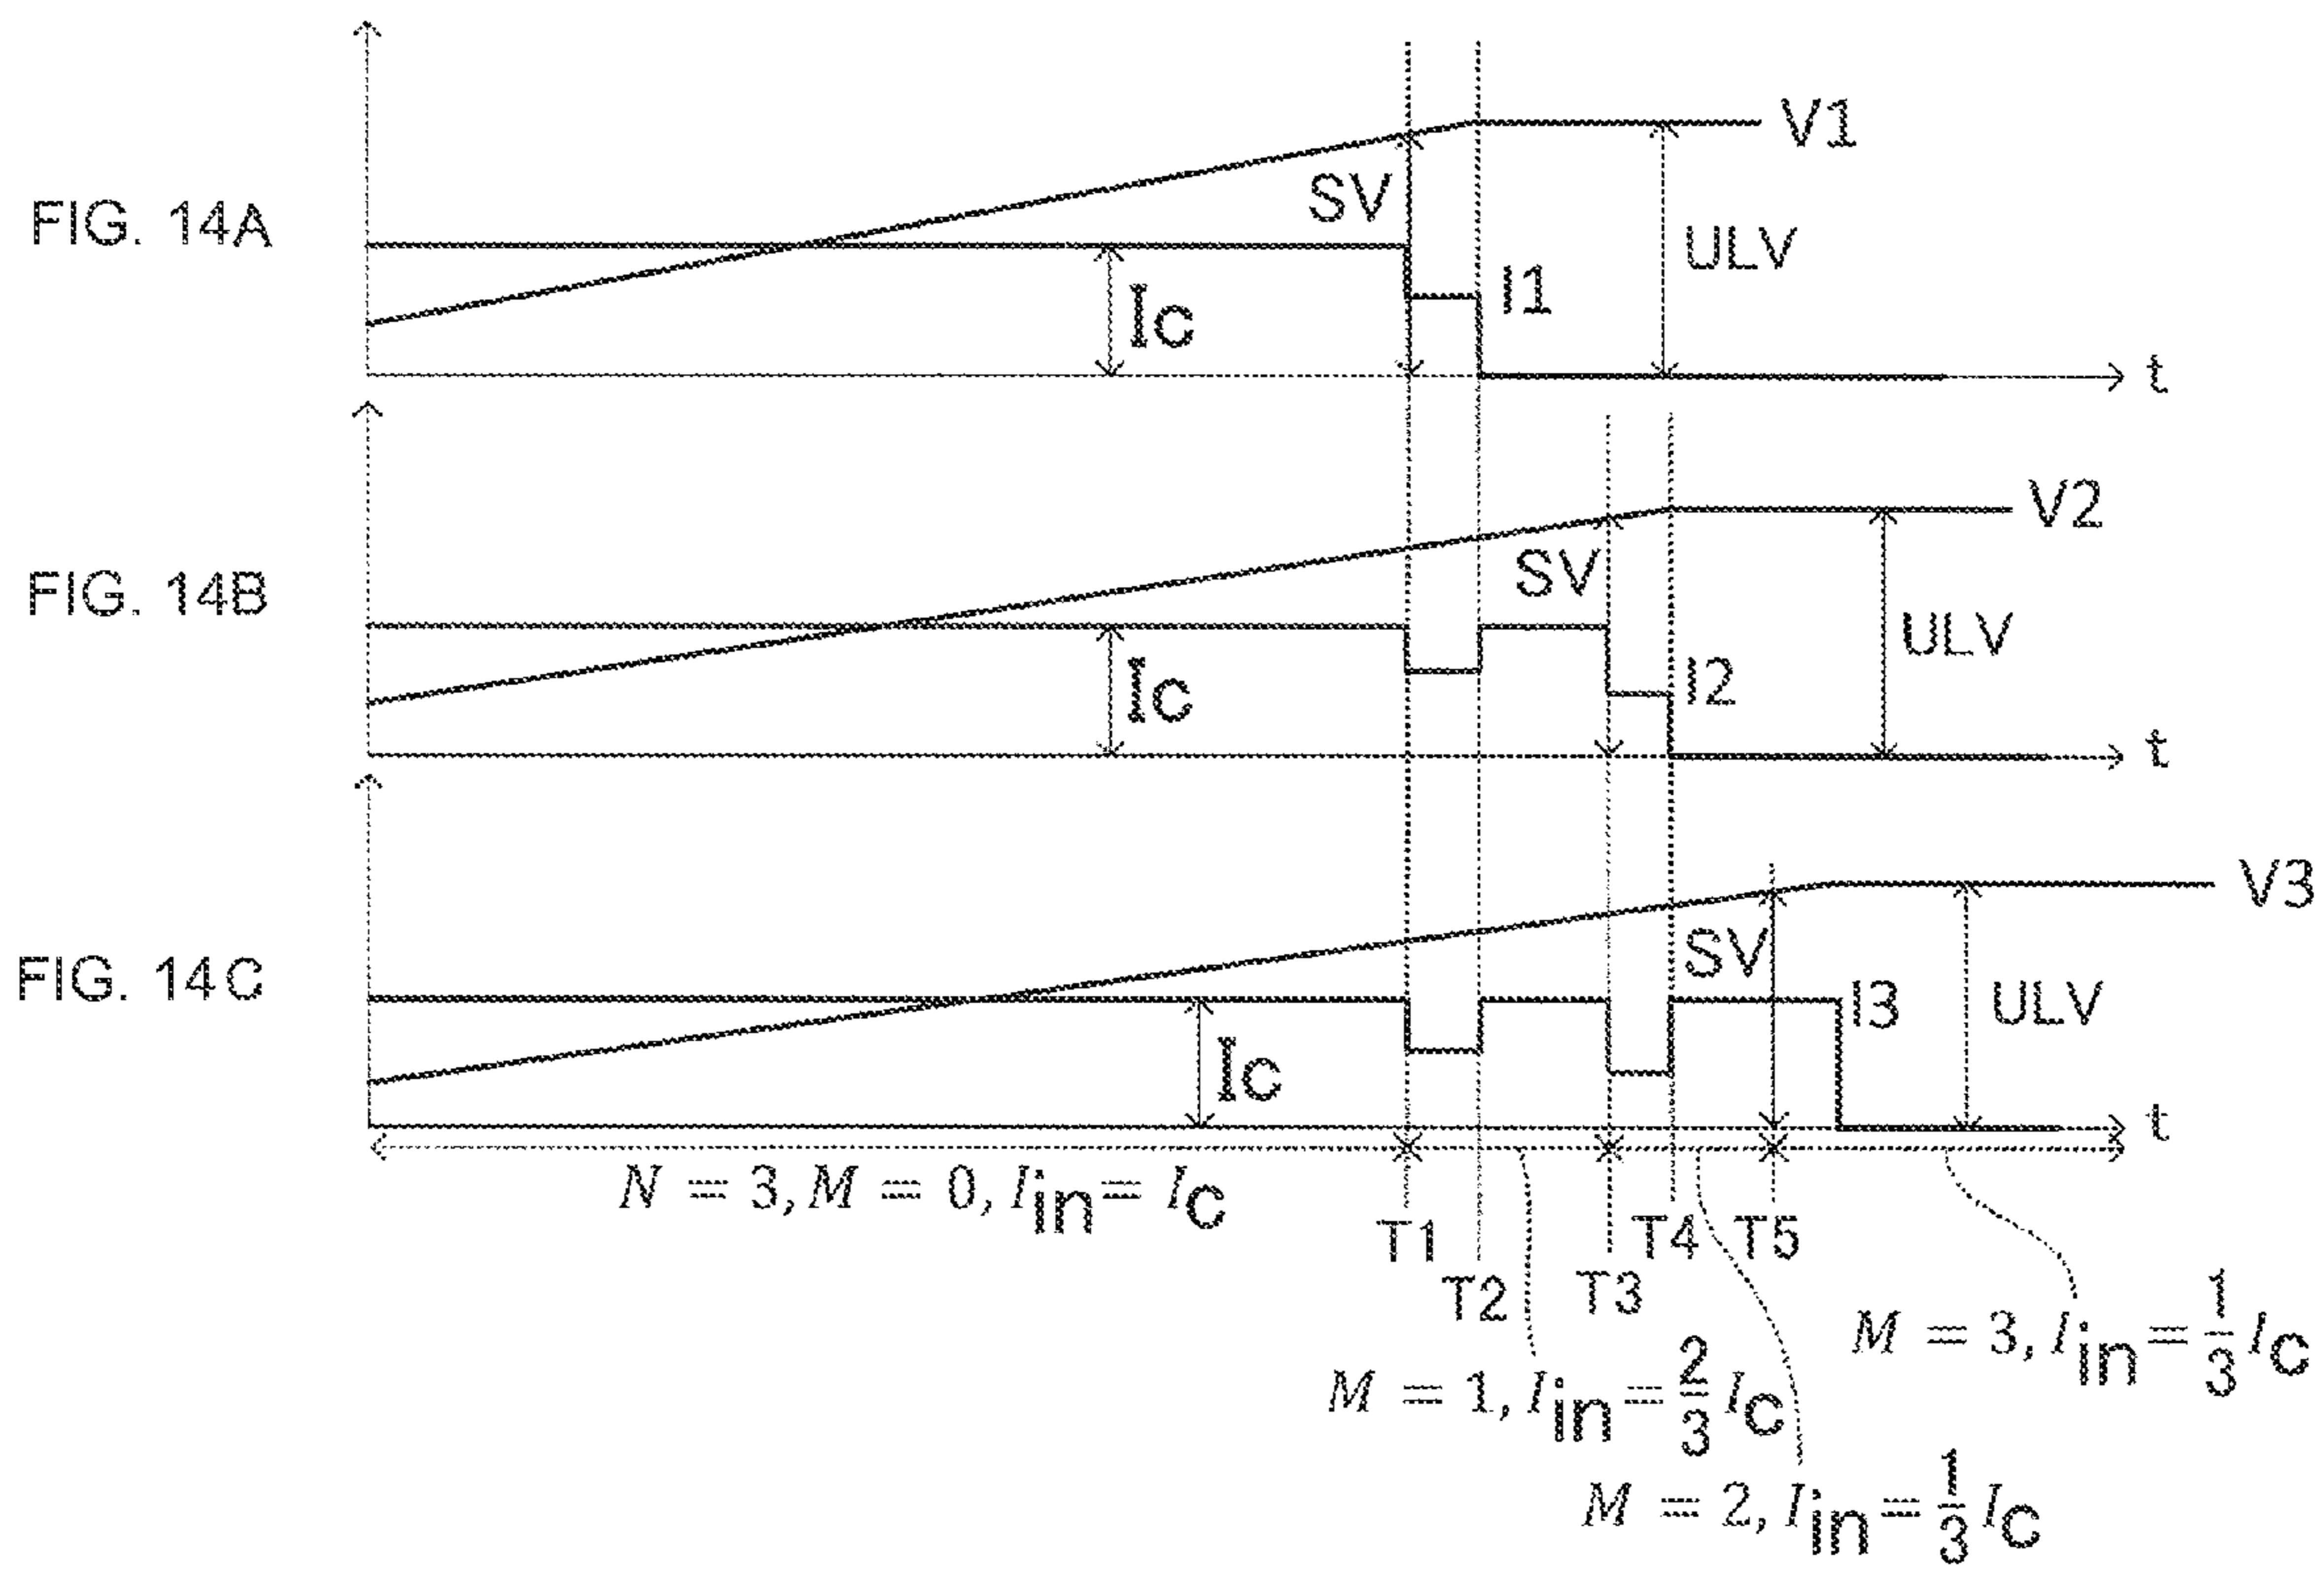 FIG. 14A
V1
SV
ULV
I1
Ic
t
FIG. 14B
V2
SV
ULV
I2
Ic
t
FIG. 14C
V3
SV
ULV
I3
Ic
t
N = 3, M = 0, Iin = Ic
T1
T2
T3
T4
T5
M = 1, Iin = 2/3 Ic
M = 2, Iin = 1/3 Ic
M = 3, Iin = 1/3 Ic